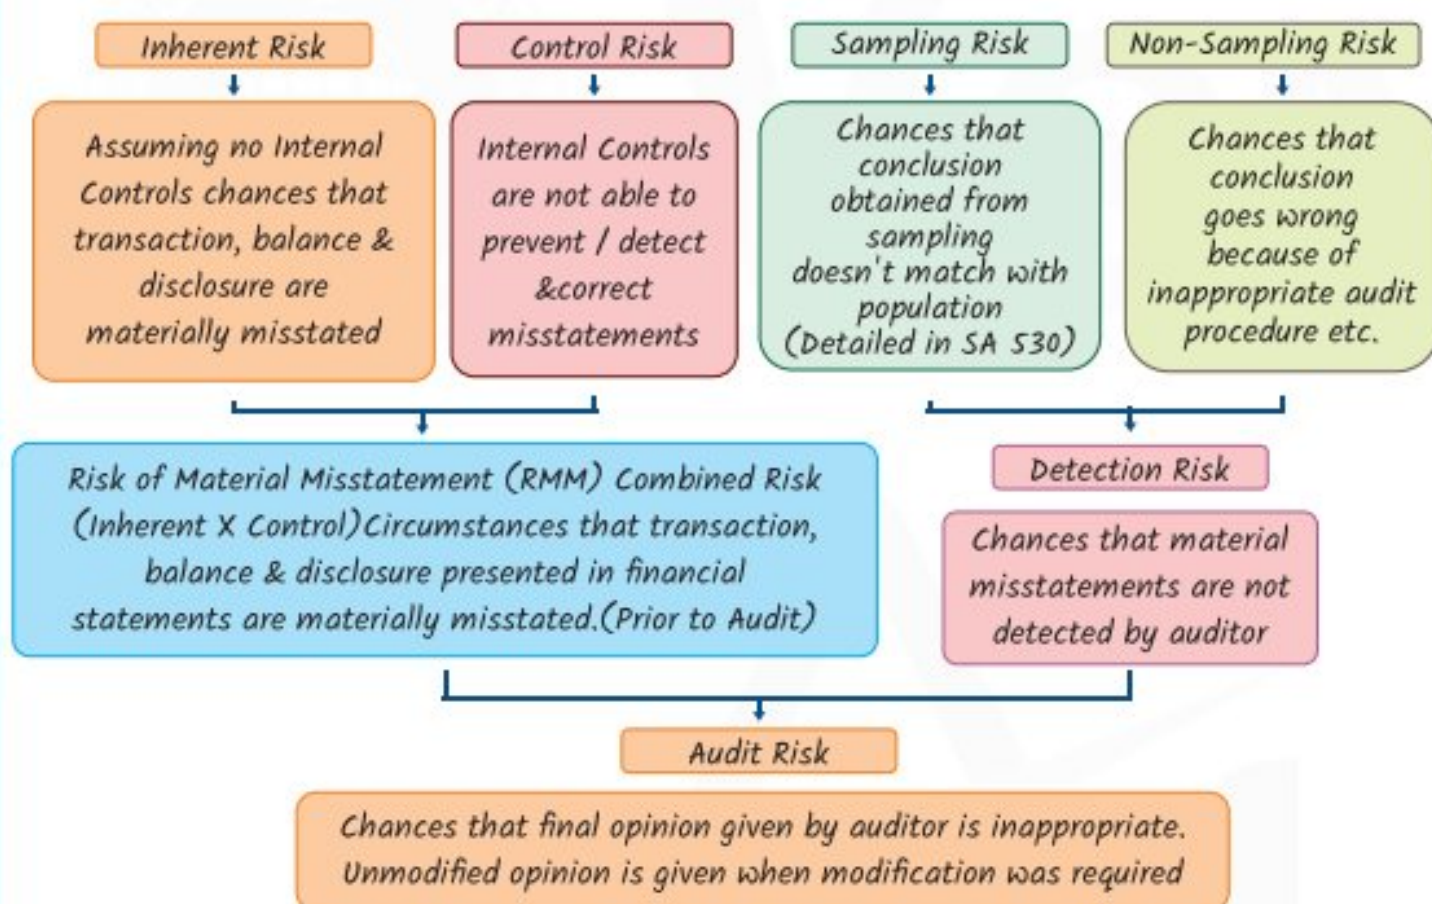 Inherent Risk
Control Risk
Sampling Risk
Non-Sampling Risk
Assuming no Internal
Controls chances that
transaction, balance &
disclosure are
materially misstated
Internal Controls
are not able to
prevent / detect
&correct
misstatements
Chances that
conclusion
obtained from
sampling
doesn't match with
population
(Detailed in SA 530)
Chances that
conclusion
goes wrong
because of
inappropriate audit
procedure etc.
Risk of Material Misstatement (RMM) Combined Risk
(Inherent X Control)Circumstances that transaction,
balance & disclosure presented in financial
statements are materially misstated.(Prior to Audit)
Detection Risk
Chances that material
misstatements are not
detected by auditor
Audit Risk
Chances that final opinion given by auditor is inappropriate.
Unmodified opinion is given when modification was required